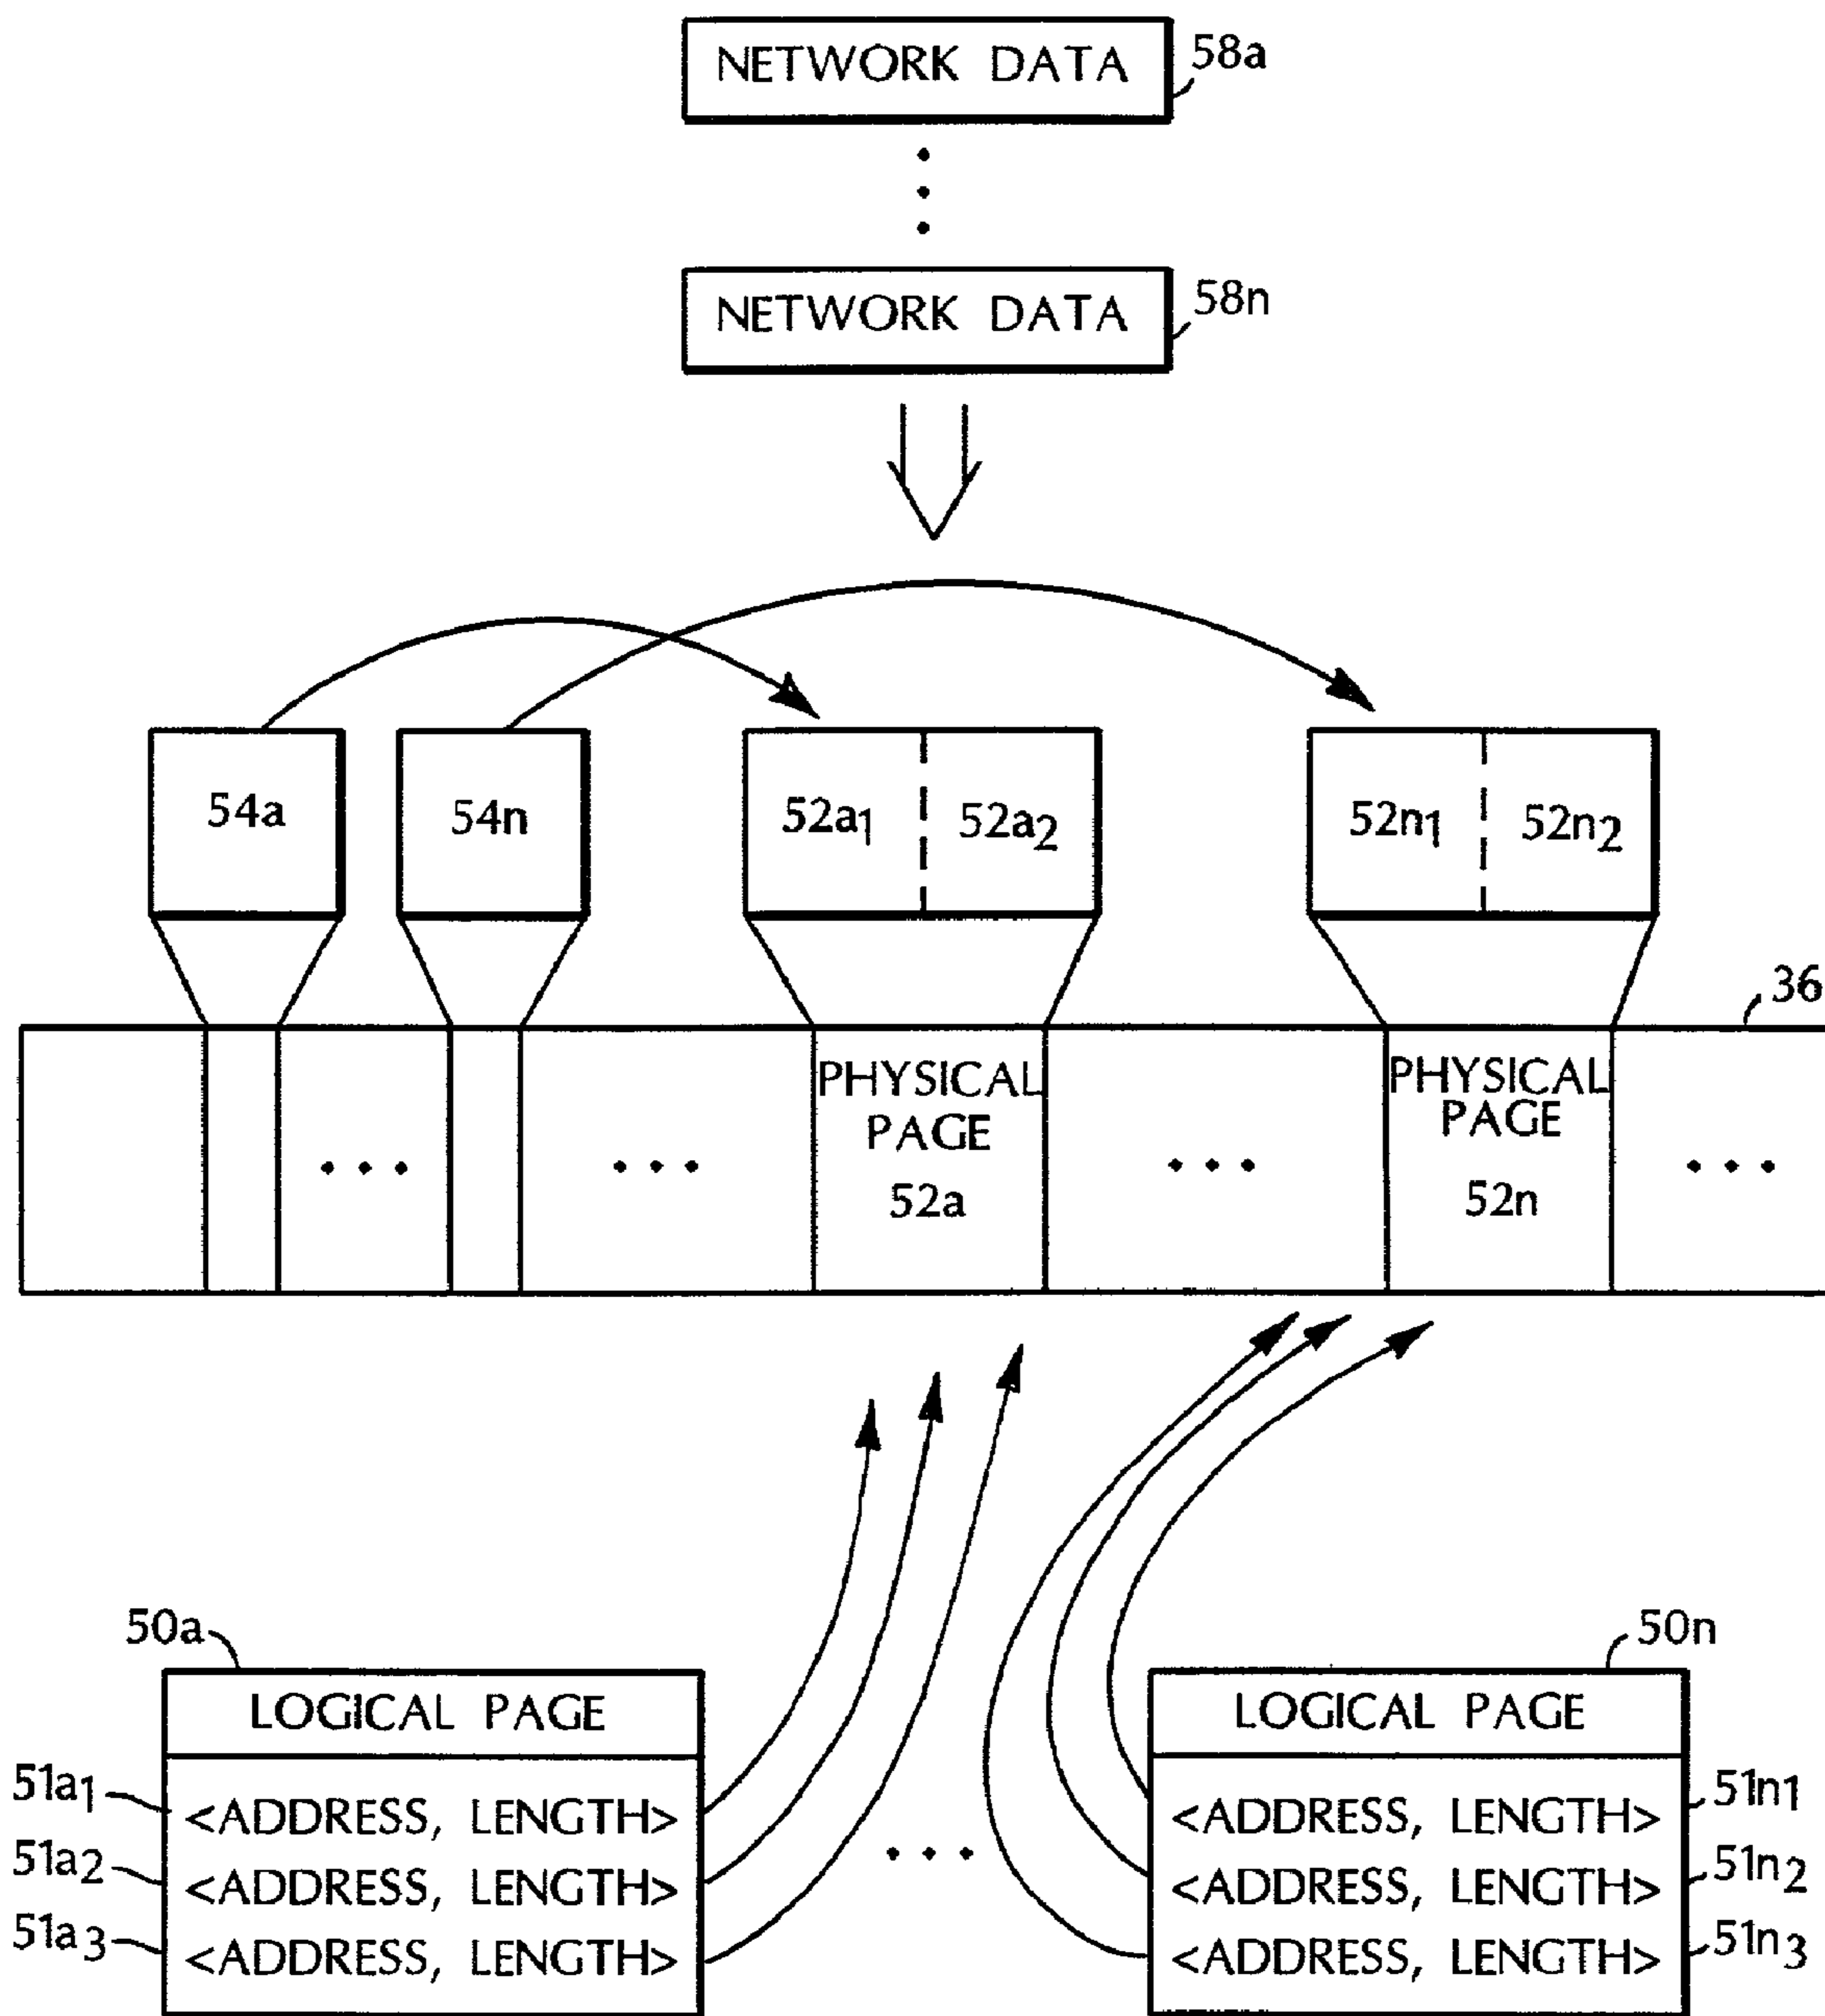 NETWORK DATA 58a
NETWORK DATA 58n
54a 54n 52a1 52a2 52n1 52n2
36
PHYSICAL PAGE 52a
PHYSICAL PAGE 52n
50a
LOGICAL PAGE
51a1 <ADDRESS, LENGTH>
51a2 <ADDRESS, LENGTH>
51a3 <ADDRESS, LENGTH>
50n
LOGICAL PAGE
<ADDRESS, LENGTH> 51n1
<ADDRESS, LENGTH> 51n2
<ADDRESS, LENGTH> 51n3